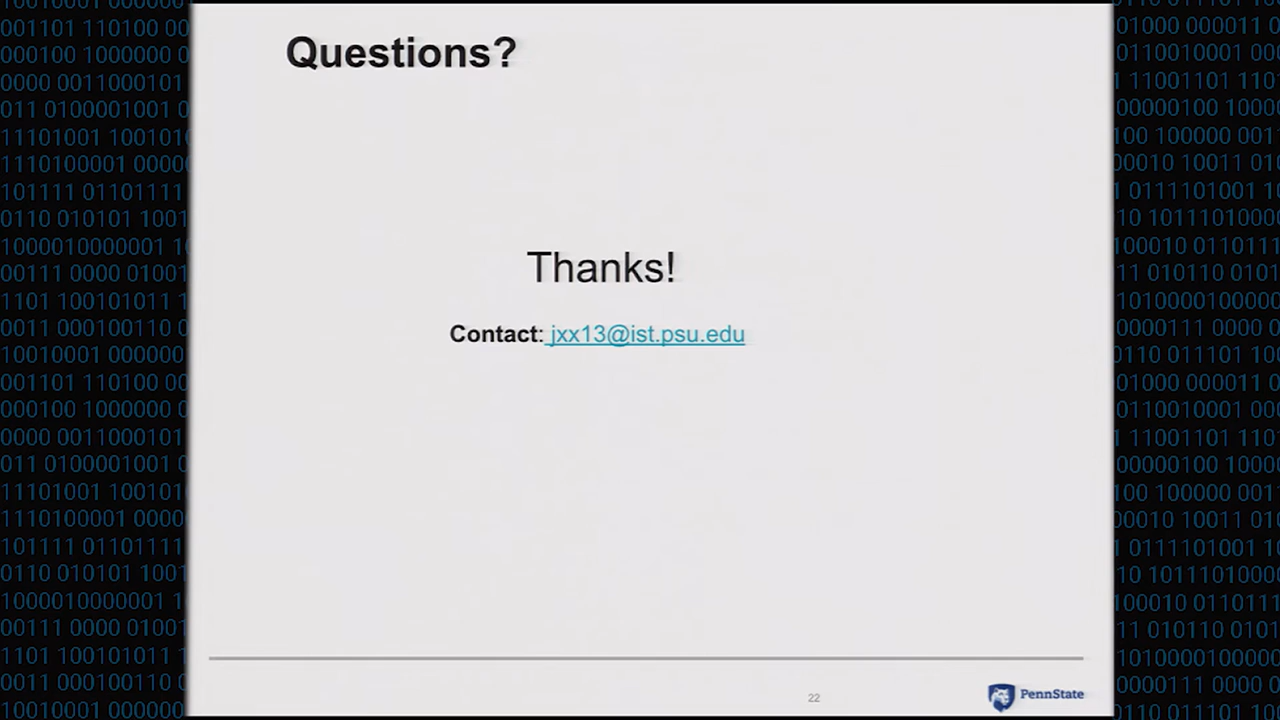 Questions?
Thanks!
Contact: jxx13@ist.psu.edu
22
PennState